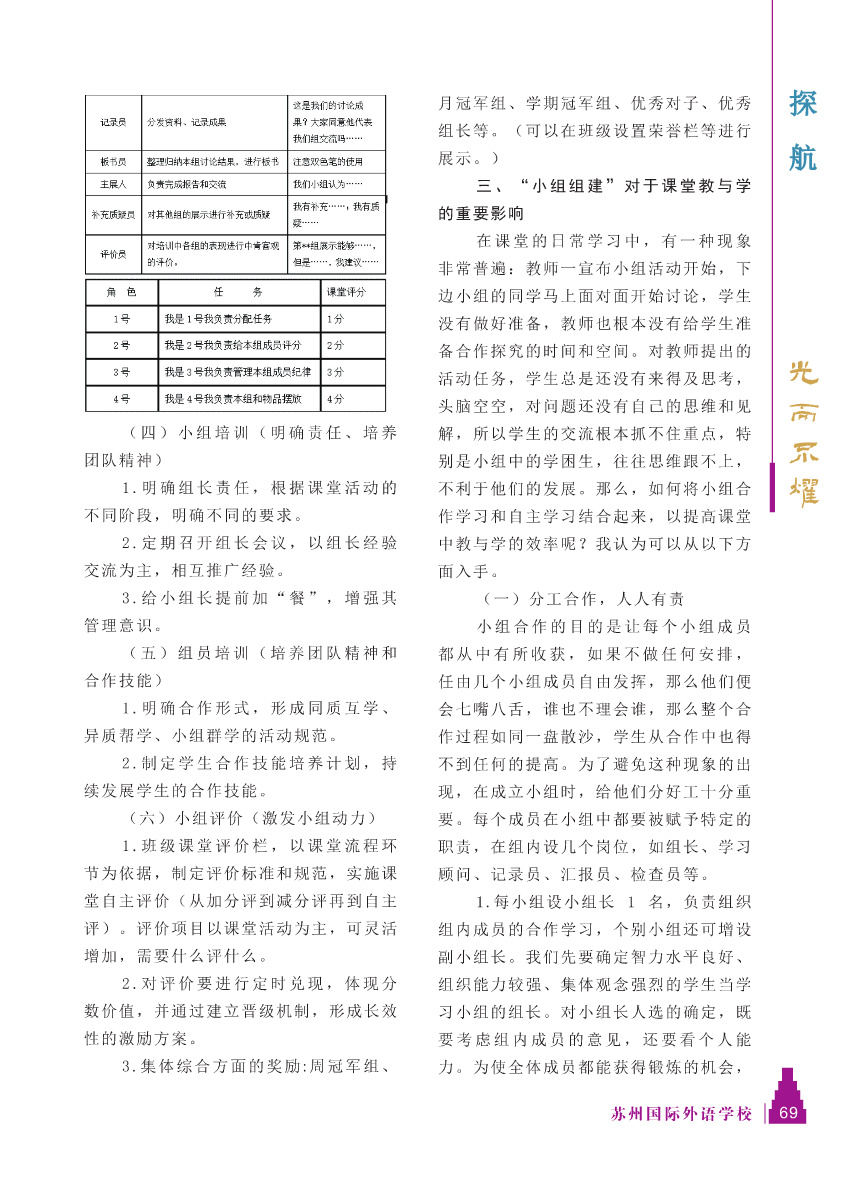 记录员 分发资料、记录成果 这是我们的讨论成
果？大家同意他代表
我们组交流吗……
板书员 整理归纳本组讨论结果，进行板书 注意双色笔的使用
主展人 负责完成报告和交流 我们小组认为……
补充质疑员 对其他组的展示进行补充或质疑 我有补充……；我有质
疑……
评价员 对培训中各组的表现进行中肯客观
的评价。 第**组展示能够……，
但是……，我建议……
角 色 任 务 课堂评分
1号 我是1号我负责分配任务 1分
2号 我是2号我负责给本组成员评分 2分
3号 我是3号我负责管理本组成员纪律 3分
4号 我是4号我负责本组和物品摆放 4分
（四）小组培训（明确责任、培养
团队精神）
1.明确组长责任，根据课堂活动的
不同阶段，明确不同的要求。
2.定期召开组长会议，以组长经验
交流为主，相互推广经验。
3.给小组长提前加“餐”，增强其
管理意识。
（五）组员培训（培养团队精神和
合作技能）
1.明确合作形式，形成同质互学、
异质帮学、小组群学的活动规范。
2.制定学生合作技能培养计划，持
续发展学生的合作技能。
（六）小组评价（激发小组动力）
1.班级课堂评价栏，以课堂流程环
节为依据，制定评价标准和规范，实施课
堂自主评价（从加分评到减分评再到自主
评）。评价项目以课堂活动为主，可灵活
增加，需要什么评什么。
2.对评价要进行定时兑现，体现分
数价值，并通过建立晋级机制，形成长效
性的激励方案。
3.集体综合方面的奖励:周冠军组、
月冠军组、学期冠军组、优秀对子、优秀
组长等。（可以在班级设置荣誉栏等进行
展示。）
三、“小组组建”对于课堂教与学
的重要影响
在课堂的日常学习中，有一种现象
非常普遍：教师一宣布小组活动开始，下
边小组的同学马上面对面开始讨论，学生
没有做好准备，教师也根本没有给学生准
备合作探究的时间和空间。对教师提出的
活动任务，学生总是还没有来得及思考，
头脑空空，对问题还没有自己的思维和见
解，所以学生的交流根本抓不住重点，特
别是小组中的学困生，往往思维跟不上，
不利于他们的发展。那么，如何将小组合
作学习和自主学习结合起来，以提高课堂
中教与学的效率呢？我认为可以从以下方
面入手。
（一）分工合作，人人有责
小组合作的目的是让每个小组成员
都从中有所收获，如果不做任何安排，
任由几个小组成员自由发挥，那么他们便
会七嘴八舌，谁也不理会谁，那么整个合
作过程如同一盘散沙，学生从合作中也得
不到任何的提高。为了避免这种现象的出
现，在成立小组时，给他们分好工十分重
要。每个成员在小组中都要被赋予特定的
职责，在组内设几个岗位，如组长、学习
顾问、记录员、汇报员、检查员等。
1.每小组设小组长 1 名，负责组织
组内成员的合作学习，个别小组还可增设
副小组长。我们先要确定智力水平良好、
组织能力较强、集体观念强烈的学生当学
习小组的组长。对小组长人选的确定，既
要考虑组内成员的意见，还要看个人能
力。为使全体成员都能获得锻炼的机会，
探
航
光
而
不
耀
苏州国际外语学校 69